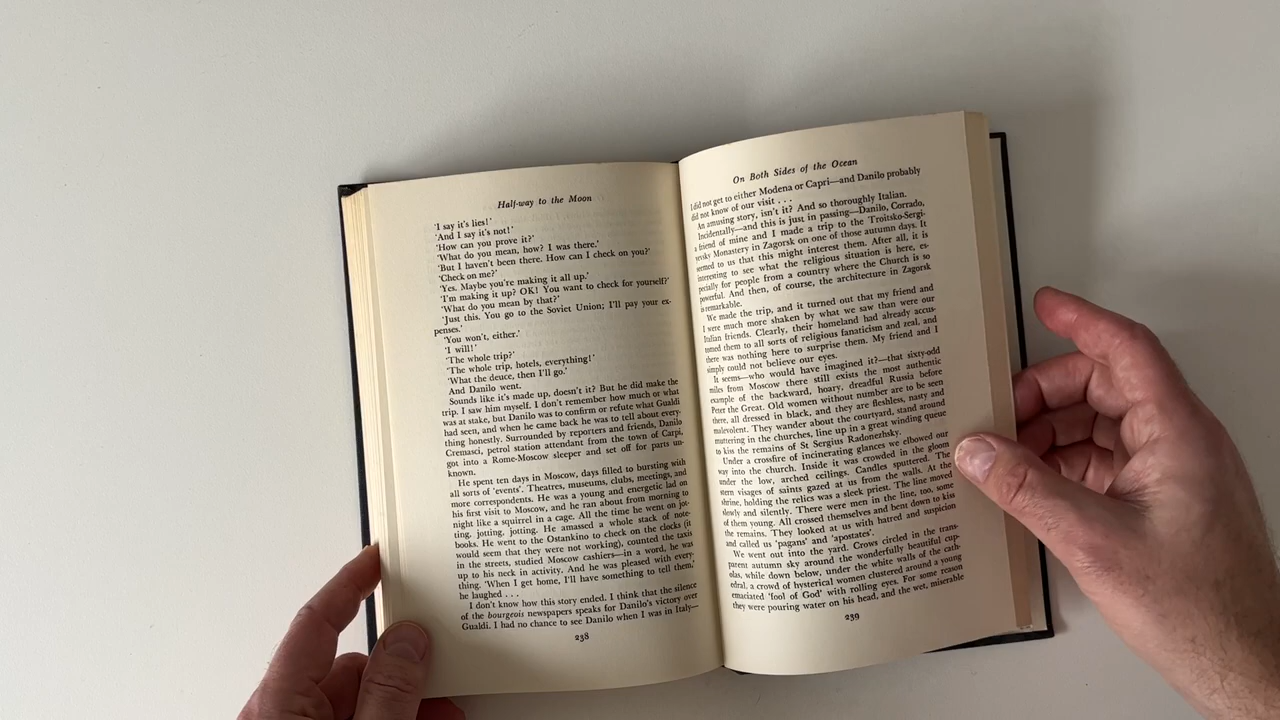 Half-way to the Moon
'I say it's lies!'
'And I say it's not!'
'How can you prove it?'
'What do you mean, how? I was there.'
'But I haven't been there. How can I check on you?'
'Check on me?'
'Yes. Maybe you're making it all up.'
'I'm making it up? OK! You want to check for yourself?'
'What do you mean by that?'
'Just this. You go to the Soviet Union; I'll pay your ex-
penses.'
'You won't, either.'
'I will!'
'The whole trip?'
'The whole trip, hotels, everything!'
'What the deuce, then I'll go.'
And Danilo went.
Sounds like it's made up, doesn't it? But he did make the
trip. I saw him myself. I don't remember how much or what
was at stake, but Danilo was to confirm or refute what Gualdi
had seen, and when he came back he was to tell about every-
thing honestly. Surrounded by reporters and friends, Danilo
Cremasci, petrol station attendant from the town of Carpi,
got into a Rome-Moscow sleeper and set off for parts un-
known.
He spent ten days in Moscow, days filled to bursting with
all sorts of 'events'. Theatres, museums, clubs, meetings, and
more correspondents. He was a young and energetic lad on
his first visit to Moscow, and he ran about from morning to
night like a squirrel in a cage. All the time he went on jot-
ting, jotting, jotting. He amassed a whole stack of note-
books. He went to the Ostankino to check on the clocks (it
would seem that they were not working), counted the taxis
in the streets, studied Moscow cashiers—in a word, he was
up to his neck in activity. And he was pleased with every-
thing. 'When I get home, I'll have something to tell them,'
he laughed . . .
I don't know how this story ended. I think that the silence
of the bourgeois newspapers speaks for Danilo's victory over
Gualdi. I had no chance to see Danilo when I was in Italy—
238
On Both Sides of the Ocean
I did not get to either Modena or Capri—and Danilo probably
did not know of our visit . . .
An amusing story, isn't it? And so thoroughly Italian.
Incidentally—and this is just in passing—Danilo, Corrado,
a friend of mine and I made a trip to the Troitsko-Sergi-
yevsky Monastery in Zagorsk on one of those autumn days. It
seemed to us that this might interest them. After all, it is
interesting to see what the religious situation is here, es-
pecially for people from a country where the Church is so
powerful. And then, of course, the architecture in Zagorsk
is remarkable.
We made the trip, and it turned out that my friend and
I were much more shaken by what we saw than were our
Italian friends. Clearly, their homeland had already accus-
tomed them to all sorts of religious fanaticism and zeal, and
there was nothing here to surprise them. My friend and I
simply could not believe our eyes.
It seems—who would have imagined it?—that sixty-odd
miles from Moscow there still exists the most authentic
example of the backward, hoary, dreadful Russia before
Peter the Great. Old women without number are to be seen
there, all dressed in black, and they are fleshless, nasty and
malevolent. They wander about the courtyard, stand around
muttering in the churches, line up in a great winding queue
to kiss the remains of St Sergius Radonezhsky.
Under a crossfire of incinerating glances we elbowed our
way into the church. Inside it was crowded in the gloom
under the low, arched ceilings. Candles sputtered. The
stern visages of saints gazed at us from the walls. At the
shrine, holding the relics was a sleek priest. The line moved
slowly and silently. There were men in the line, too, some
of them young. All crossed themselves and bent down to kiss
the remains. They looked at us with hatred and suspicion
and called us 'pagans' and 'apostates'.
We went out into the yard. Crows circled in the trans-
parent autumn sky around the wonderfully beautiful cup-
olas, while down below, under the white walls of the cath-
edral, a crowd of hysterical women clustered around a young
emaciated 'fool of God' with rolling eyes. For some reason
they were pouring water on his head, and the wet, miserable
239